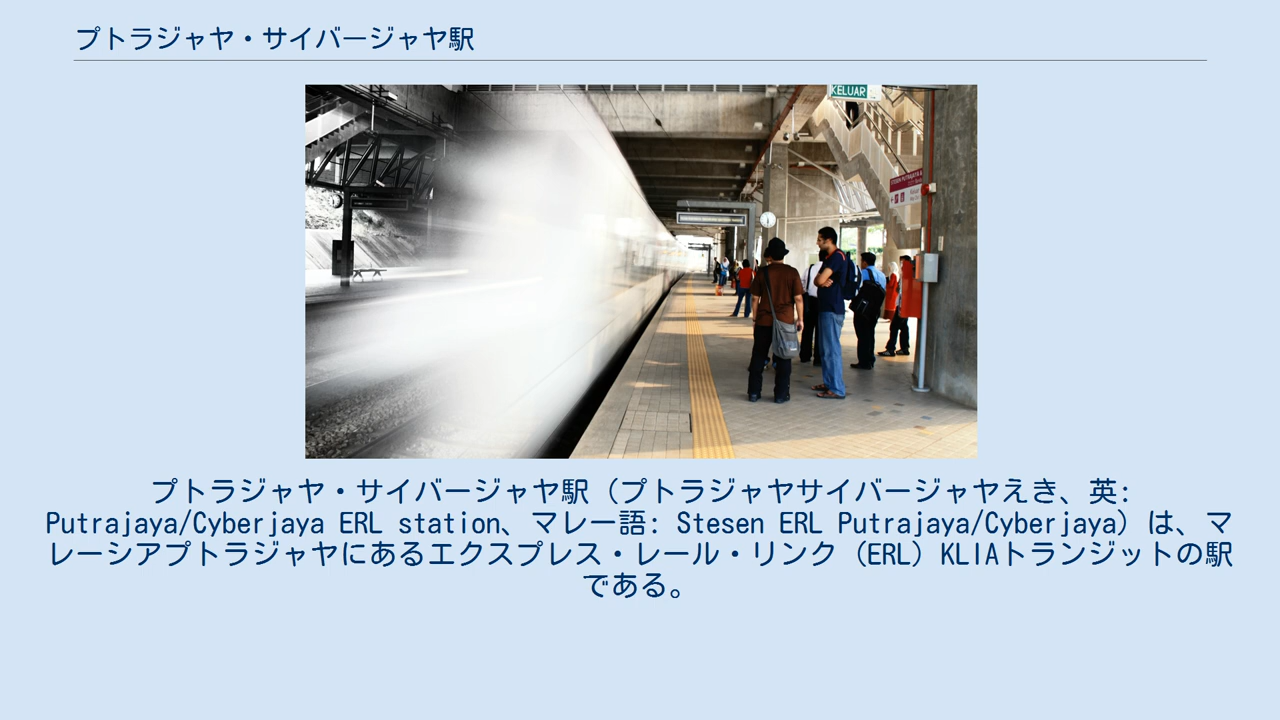 プトラジャヤ・サイバージャヤ駅
KELUAR
STESEN PUTRAJAYA &
プトラジャヤ・サイバージャヤ駅（プトラジャヤサイバージャヤえき、英:
Putrajaya/Cyberjaya ERL station、マレー語: Stesen ERL Putrajaya/Cyberjaya）は、マ
レーシアプトラジャヤにあるエクスプレス・レール・リンク（ERL）KLIAトランジットの駅
である。